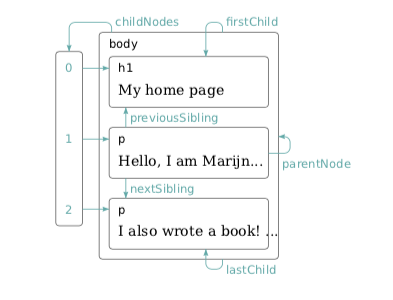 childNodes
firstChild
body
0
h1
My home page
previousSibling
1
p
Hello, I am Marijn...
parentNode
nextSibling
2
p
I also wrote a book! ...
lastChild